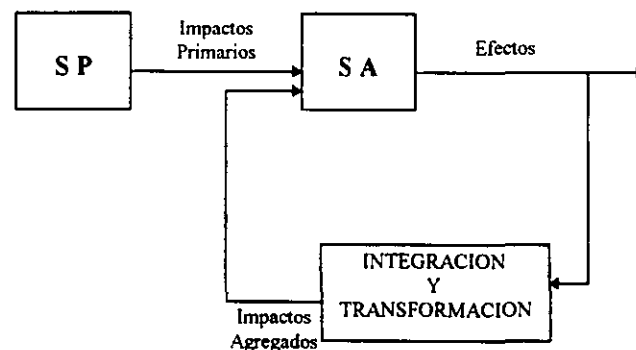 Impactos
Primarios
S P
S A
Efectos
INTEGRACION
Y
TRANSFORMACION
Impactos
Agregados